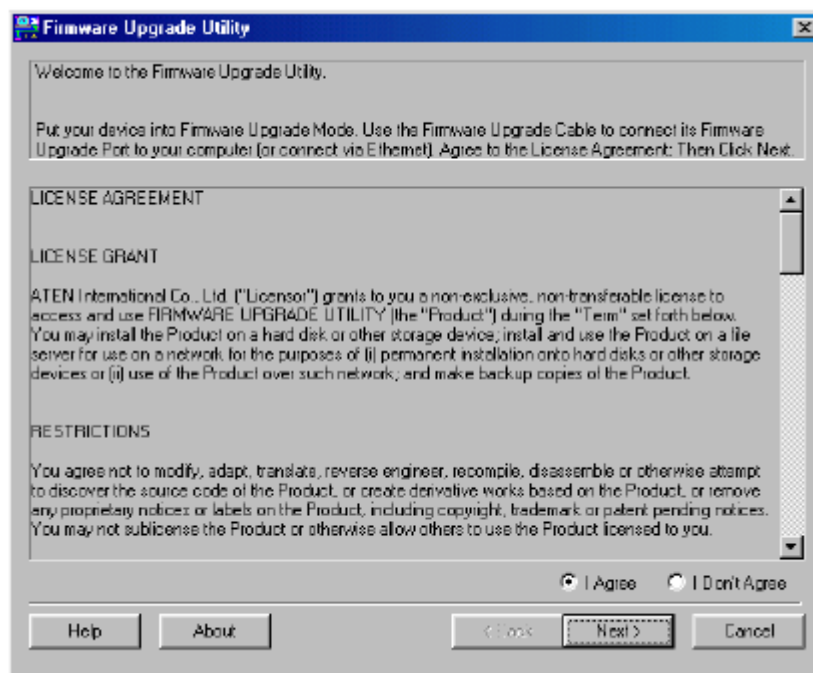 Firmware Upgrade Utility
Welcome to the Firmware Upgrade Utility.
Put your device into Firmware Upgrade Mode. Use the Firmware Upgrade Cable to connect its Firmware
Upgrade Port to your computer (or connect via Ethernet). Agree to the License Agreement; Then Click Next.
LICENSE AGREEMENT
LICENSE GRANT
ATEN International Co., Ltd. ("Licensor") grants to you a non-exclusive, non-transferable license to
access and use FIRMWARE UPGRADE UTILITY (the "Product") during the "Term" set forth below.
You may install the Product on a hard disk or other storage device; install and use the Product on a file
server for use on a network for the purposes of (i) permanent installation onto hard disks or other storage
devices or (ii) use of the Product over such network; and make backup copies of the Product.
RESTRICTIONS
You agree not to modify, adapt, translate, reverse engineer, recompile, disassemble or otherwise attempt
to discover the source code of the Product, or create derivative works based on the Product, or remove
any proprietary notices or labels on the Product, including copyright, trademark or patent pending notices.
You may not sublicense the Product or otherwise allow others to use the Product licensed to you.
I Agree I Don't Agree
Help About < Back Next > Cancel